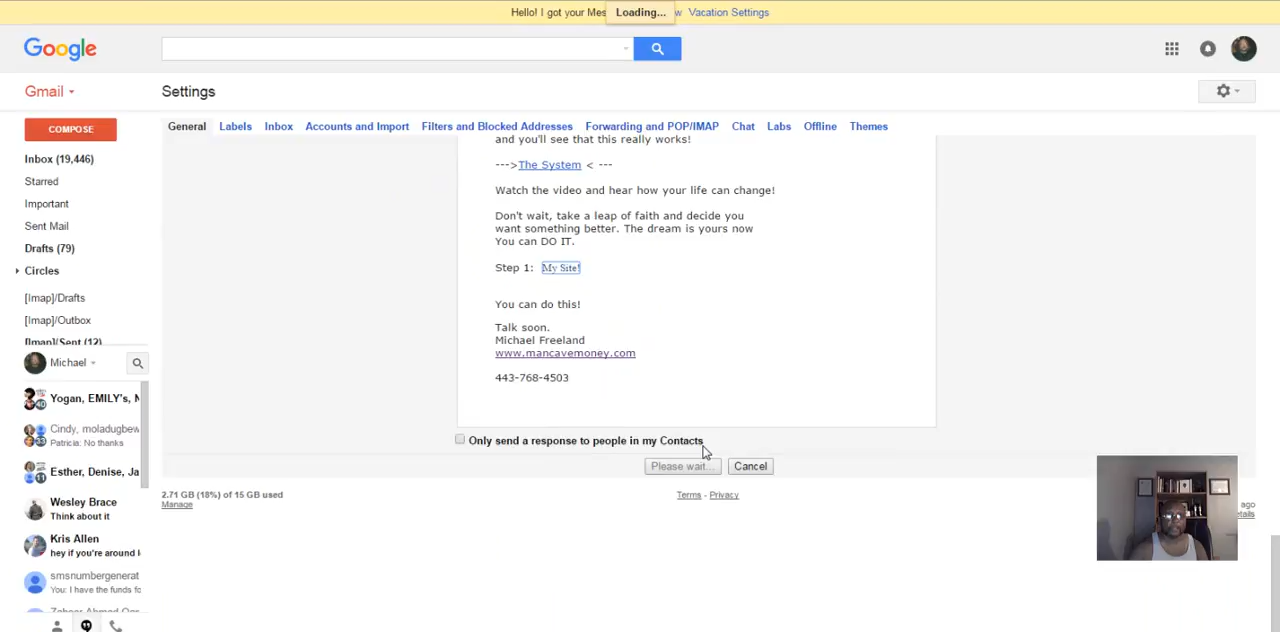 Hello! I got your Mes Loading... w Vacation Settings
Google
Gmail
Settings
COMPOSE
General Labels Inbox Accounts and Import Filters and Blocked Addresses Forwarding and POP/IMAP Chat Labs Offline Themes
and you'll see that this really works!
Inbox (19,446)
--->The System < ---
Starred
Watch the video and hear how your life can change!
Important
Don't wait, take a leap of faith and decide you
Sent Mail
want something better. The dream is yours now
You can DO IT.
Drafts (79)
Step 1: My Site!
Circles
[Imap]/Drafts
You can do this!
[Imap]/Outbox
Talk soon.
[Imap]/Sent (12)
Michael Freeland
www.mancavemoney.com
Michael
443-768-4503
Yogan, EMILY's, N
Cindy, moladugbew
Patricia: No thanks
Only send a response to people in my Contacts
Please wait... Cancel
Esther, Denise, Ja
2.71 GB (18%) of 15 GB used
Manage
Terms - Privacy
ago
etails
Wesley Brace
Think about it
Kris Allen
hey if you're around l
smsnumbergenerat
You: I have the funds fo